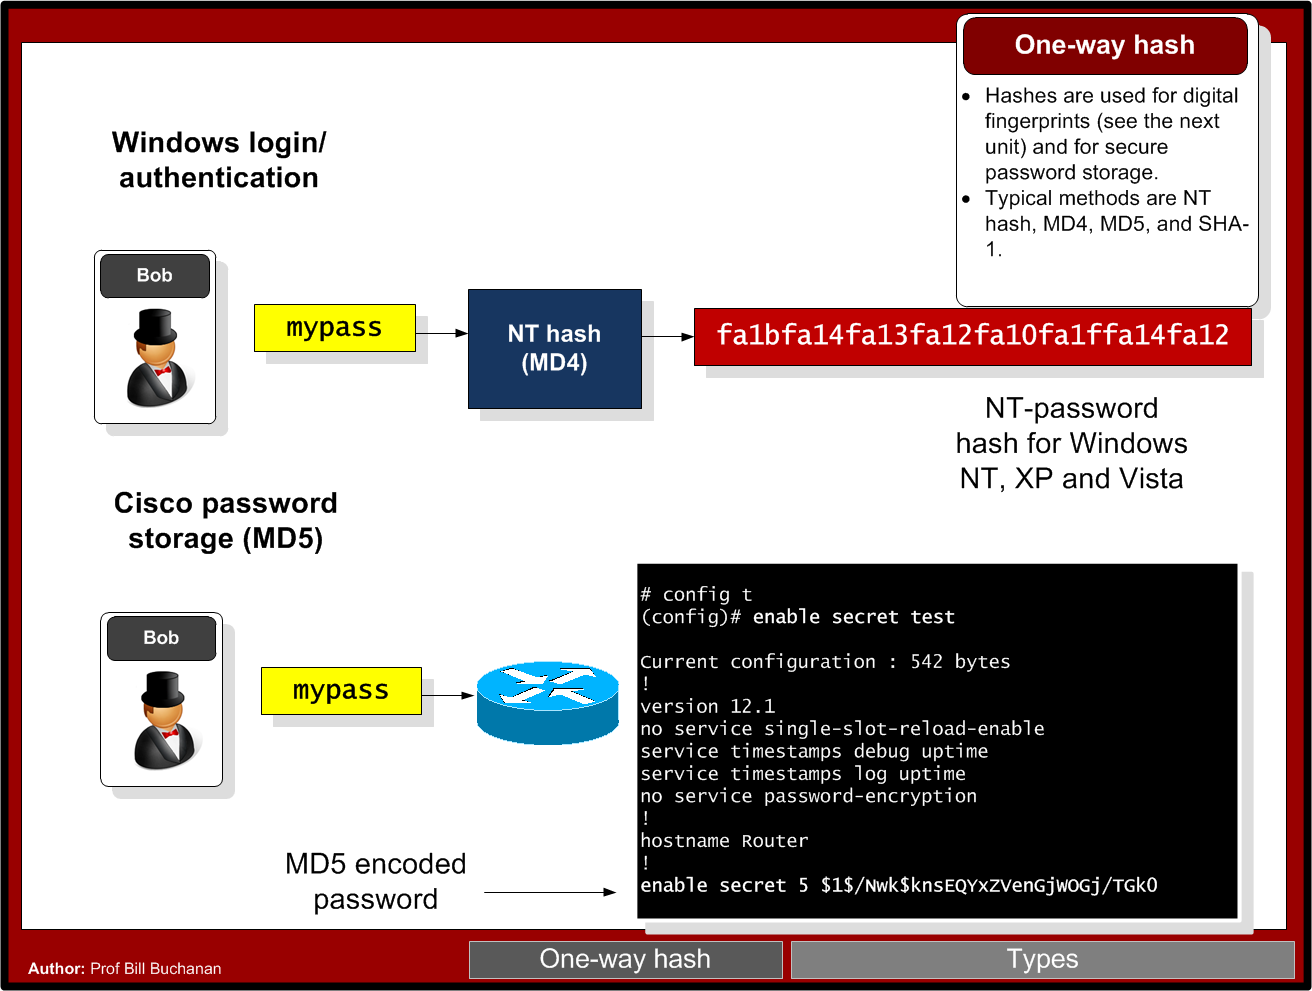 One-way hash
• Hashes are used for digital
fingerprints (see the next
unit) and for secure
password storage.
• Typical methods are NT
hash, MD4, MD5, and SHA-
1.
Windows login/
authentication
Bob
mypass
NT hash
(MD4)
fa1bfa14fa13fa12fa10fa1ffa14fa12
NT-password
hash for Windows
NT, XP and Vista
Cisco password
storage (MD5)
Bob
mypass
# config t
(config)# enable secret test
Current configuration : 542 bytes
!
version 12.1
no service single-slot-reload-enable
service timestamps debug uptime
service timestamps log uptime
no service password-encryption
!
hostname Router
!
enable secret 5 $1$/Nwk$knsEQYxZVenGjWOGj/TGk0
MD5 encoded
password
Author: Prof Bill Buchanan
One-way hash
Types